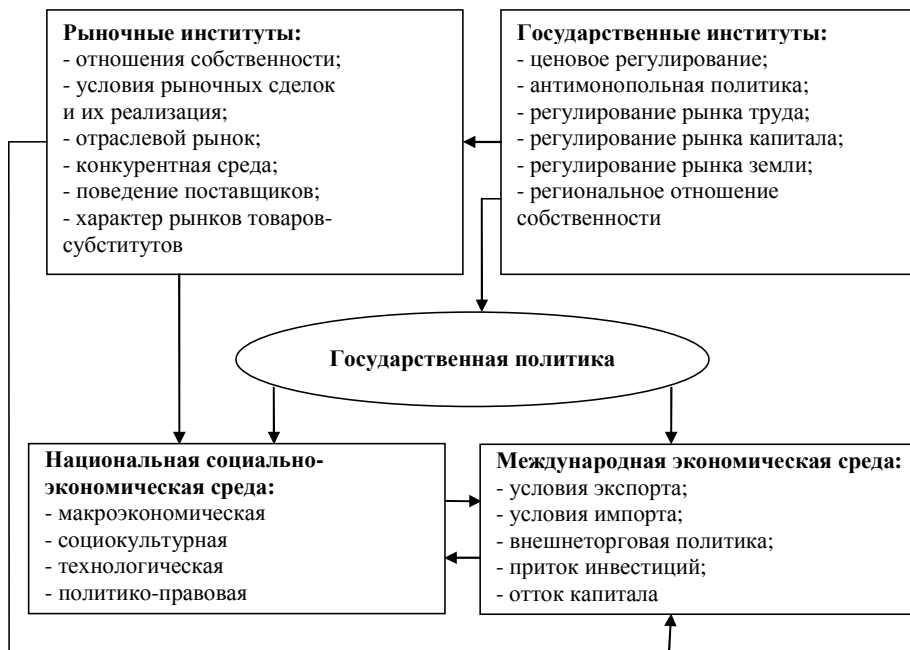 Рыночные институты:
- отношения собственности;
- условия рыночных сделок
и их реализация;
- отраслевой рынок;
- конкурентная среда;
- поведение поставщиков;
- характер рынков товаров-
субститутов
Государственные институты:
- ценовое регулирование;
- антимонопольная политика;
- регулирование рынка труда;
- регулирование рынка капитала;
- регулирование рынка земли;
- региональное отношение
собственности
Государственная политика
Национальная социально-
экономическая среда:
- макроэкономическая
- социокультурная
- технологическая
- политико-правовая
Международная экономическая среда:
- условия экспорта;
- условия импорта;
- внешнеторговая политика;
- приток инвестиций;
- отток капитала